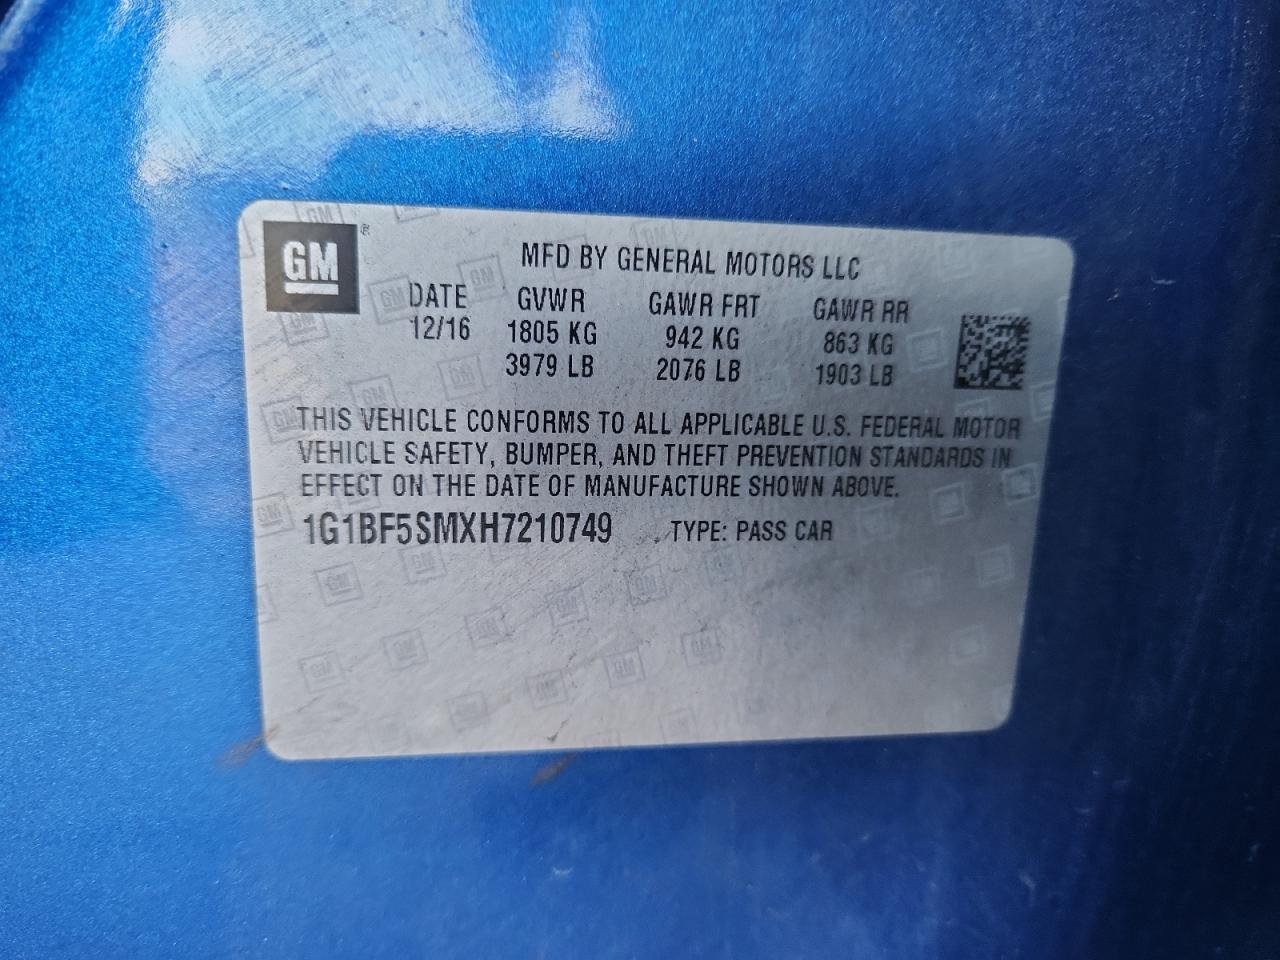 GM ®
MFD BY GENERAL MOTORS LLC
DATE GVWR GAWR FRT GAWR RR
12/16 1805 KG 942 KG 863 KG
3979 LB 2076 LB 1903 LB
THIS VEHICLE CONFORMS TO ALL APPLICABLE U.S. FEDERAL MOTOR
VEHICLE SAFETY, BUMPER, AND THEFT PREVENTION STANDARDS IN
EFFECT ON THE DATE OF MANUFACTURE SHOWN ABOVE.
1G1BF5SMXH7210749 TYPE: PASS CAR